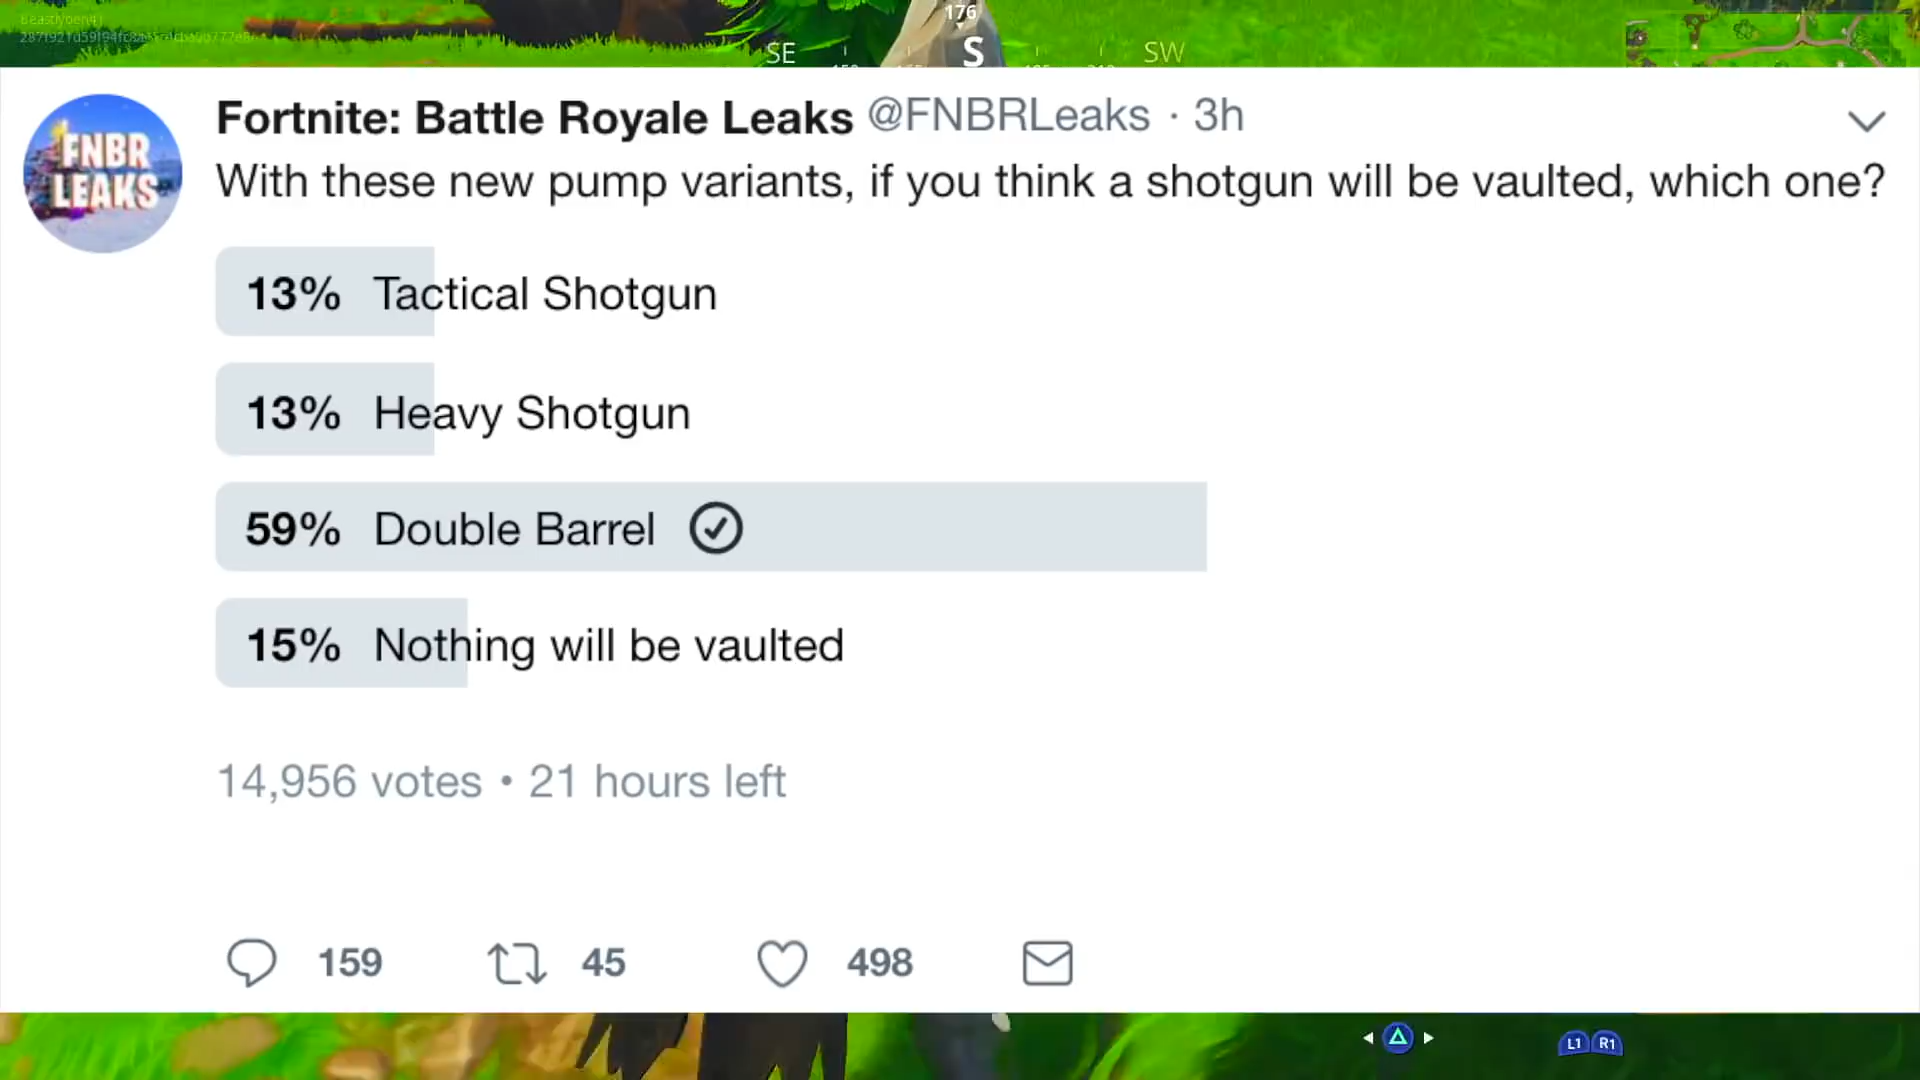 Beastlyben41
176
SE
S
SW
FNBR
LEAKS
Fortnite: Battle Royale Leaks @FNBRLeaks · 3h
With these new pump variants, if you think a shotgun will be vaulted, which one?
13% Tactical Shotgun
13% Heavy Shotgun
59% Double Barrel
15% Nothing will be vaulted
14,956 votes • 21 hours left
159
45
498
L1 R1